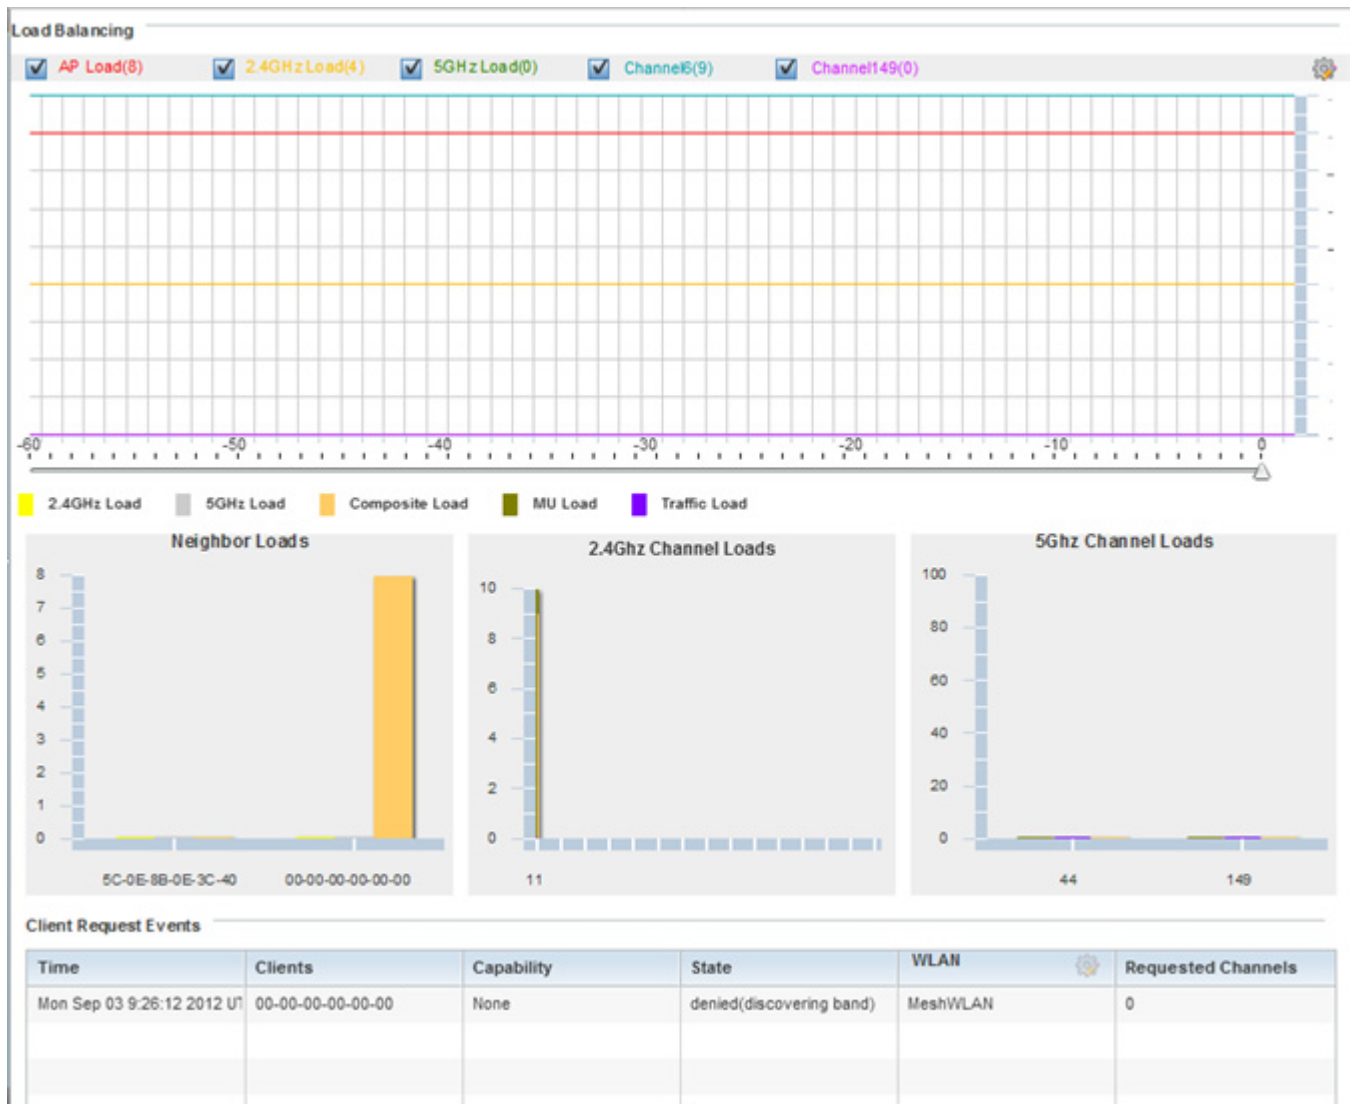 Load Balancing
AP Load(8) 2.4GHzLoad(4) 5GHzLoad(0) Channel6(9) Channel149(0)
-60 -50 -40 -30 -20 -10 0
2.4GHz Load 5GHz Load Composite Load MU Load Traffic Load
Neighbor Loads
8
7
6
5
4
3
2
1
0
5C-0E-8B-0E-3C-40 00-00-00-00-00-00
2.4Ghz Channel Loads
10
8
6
4
2
0
11
5Ghz Channel Loads
100
80
60
40
20
0
44 149
Client Request Events
Time Clients Capability State WLAN Requested Channels
Mon Sep 03 9:26:12 2012 UT 00-00-00-00-00-00 None denied(discovering band) MeshWLAN 0